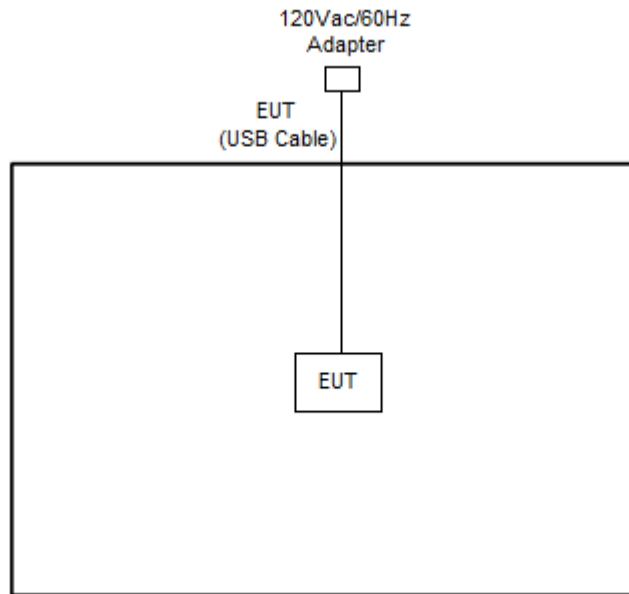 120Vac/60Hz
Adapter
EUT
(USB Cable)
EUT